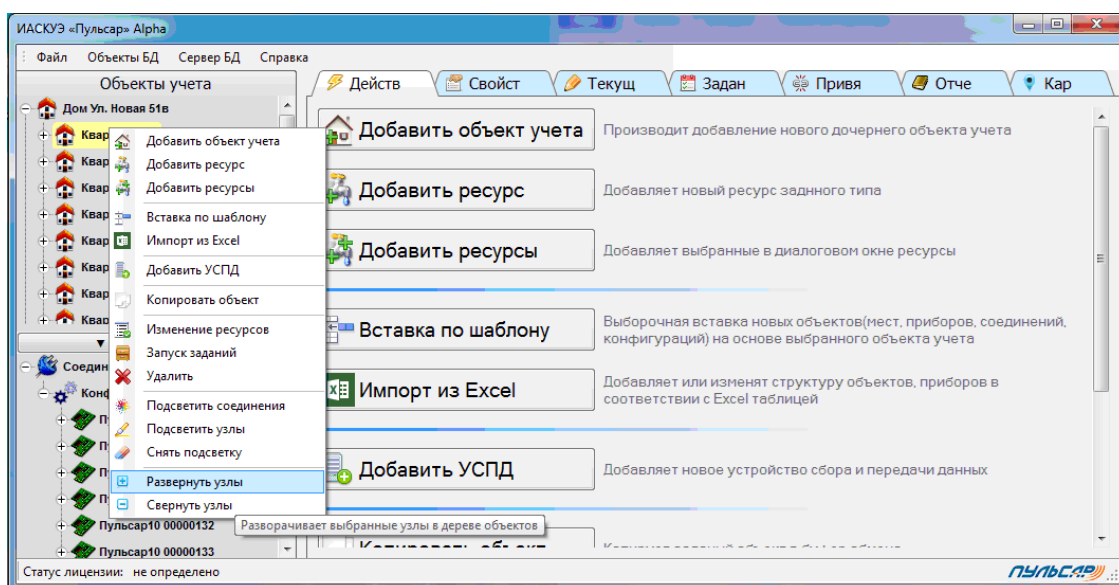 ИАСКУЭ «Пульсар» Alpha
Файл Объекты БД Сервер БД Справка
Объекты учета
Действ Свойст Текущ Задан Привя Отче Кар
Дом Ул. Новая 51в
Квар
Квар
Квар
Квар
Квар
Квар
Квар
Квар
Соедин
Конф
Пульсар10 00000132
Пульсар10 00000133
Добавить объект учета
Добавить ресурс
Добавить ресурсы
Вставка по шаблону
Импорт из Excel
Добавить УСПД
Копировать объект
Изменение ресурсов
Запуск заданий
Удалить
Подсветить соединения
Подсветить узлы
Снять подсветку
Развернуть узлы
Свернуть узлы
Разворачивает выбранные узлы в дереве объектов
Добавить объект учета
Производит добавление нового дочернего объекта учета
Добавить ресурс
Добавляет новый ресурс заднного типа
Добавить ресурсы
Добавляет выбранные в диалоговом окне ресурсы
Вставка по шаблону
Выборочная вставка новых объектов(мест, приборов, соединений,
конфигураций) на основе выбранного объекта учета
Импорт из Excel
Добавляет или изменят структуру объектов, приборов в
соответствии с Excel таблицей
Добавить УСПД
Добавляет новое устройство сбора и передачи данных
Копировать объект
Статус лицензии: не определено
ПУЛЬСАР